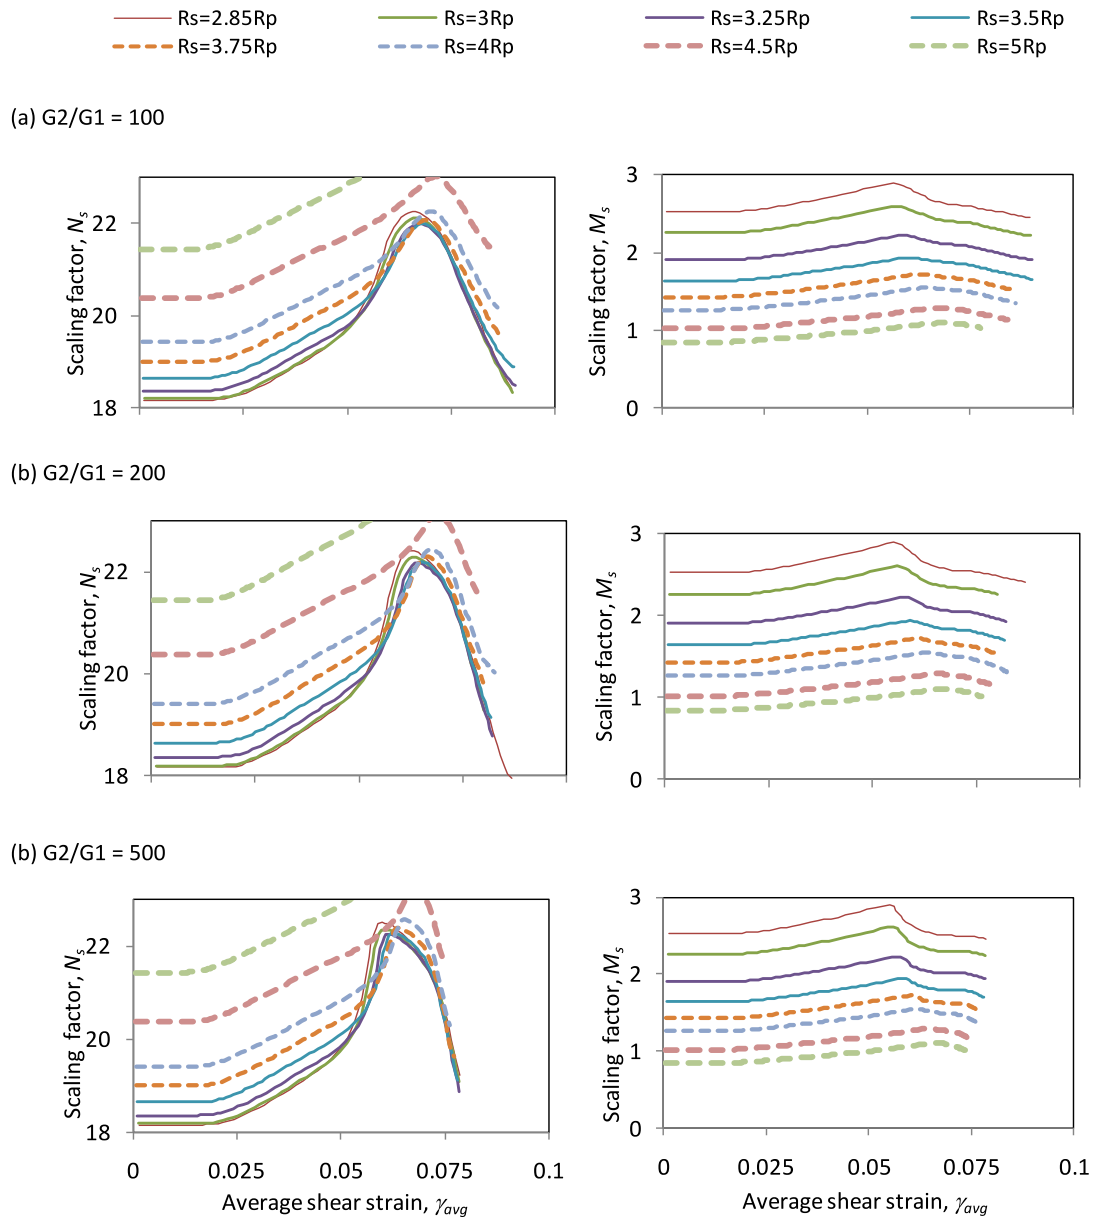 Rs=2.85Rp Rs=3Rp Rs=3.25Rp Rs=3.5Rp
Rs=3.75Rp Rs=4Rp Rs=4.5Rp Rs=5Rp
(a) G2/G1 = 100
Scaling factor, Ns
22
20
18
Scaling factor, Ms
3
2
1
0
(b) G2/G1 = 200
Scaling factor, Ns
22
20
18
Scaling factor, Ms
3
2
1
0
(b) G2/G1 = 500
Scaling factor, Ns
22
20
18
0 0.025 0.05 0.075 0.1
Average shear strain, γavg
Scaling factor, Ms
3
2
1
0
0 0.025 0.05 0.075 0.1
Average shear strain, γavg